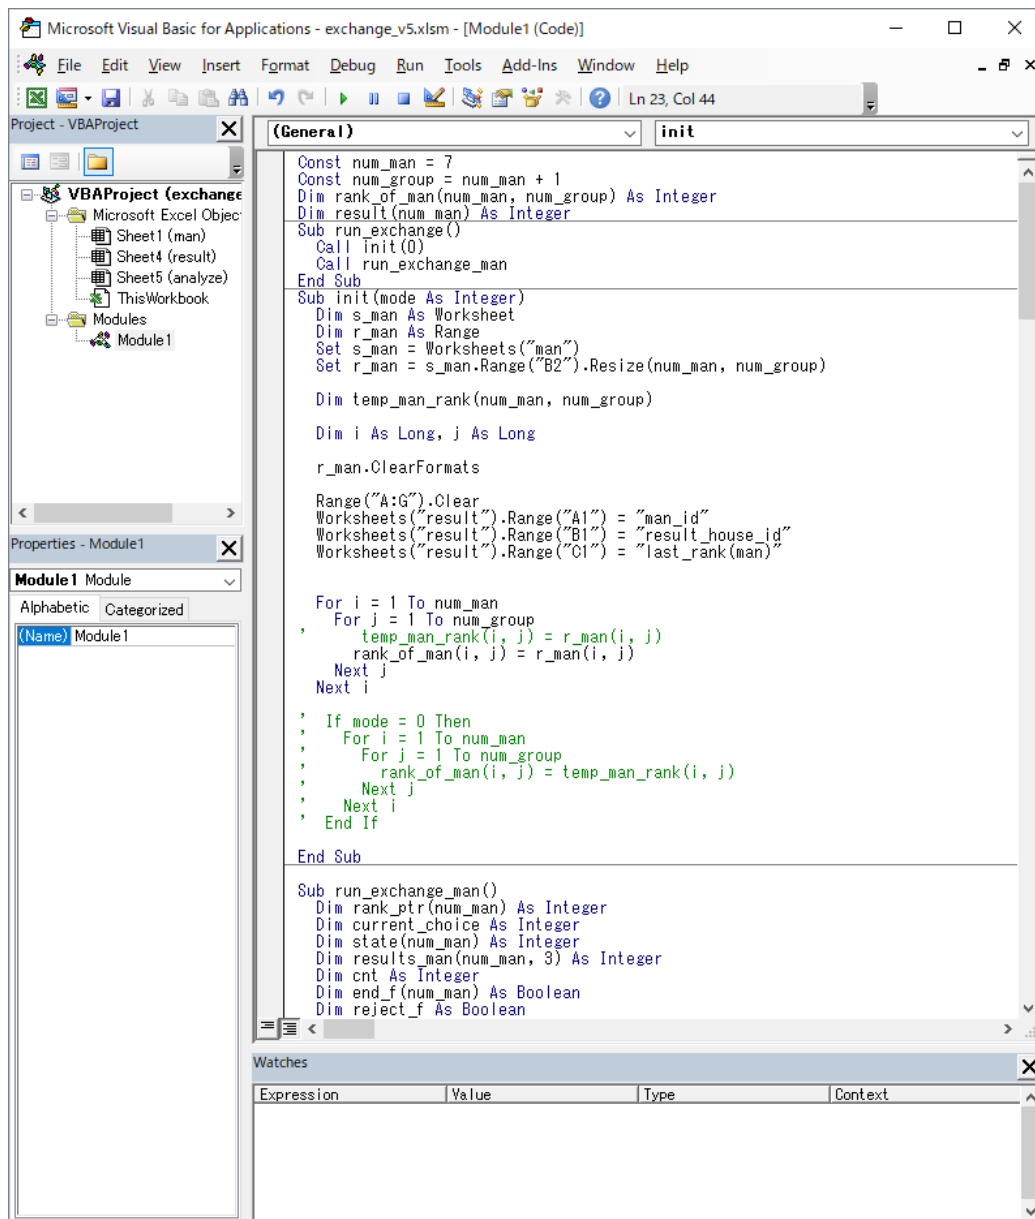 Microsoft Visual Basic for Applications - exchange_v5.xlsm - [Module1 (Code)]
File Edit View Insert Format Debug Run Tools Add-Ins Window Help
Ln 23, Col 44
Project - VBAProject
VBAProject (exchange
Microsoft Excel Objec
Sheet1 (man)
Sheet4 (result)
Sheet5 (analyze)
ThisWorkbook
Modules
Module1
Properties - Module1
Module1 Module
Alphabetic Categorized
(Name) Module1
(General) init
Const num_man = 7
Const num_group = num_man + 1
Dim rank_of_man(num_man, num_group) As Integer
Dim result(num_man) As Integer
Sub run_exchange()
  Call init(0)
  Call run_exchange_man
End Sub
Sub init(mode As Integer)
  Dim s_man As Worksheet
  Dim r_man As Range
  Set s_man = Worksheets("man")
  Set r_man = s_man.Range("B2").Resize(num_man, num_group)
  Dim temp_man_rank(num_man, num_group)
  Dim i As Long, j As Long
  r_man.ClearFormats
  Range("A:G").Clear
  Worksheets("result").Range("A1") = "man_id"
  Worksheets("result").Range("B1") = "result_house_id"
  Worksheets("result").Range("C1") = "last_rank(man)"
  For i = 1 To num_man
    For j = 1 To num_group
'      temp_man_rank(i, j) = r_man(i, j)
      rank_of_man(i, j) = r_man(i, j)
    Next j
  Next i
'  If mode = 0 Then
'    For i = 1 To num_man
'      For j = 1 To num_group
'        rank_of_man(i, j) = temp_man_rank(i, j)
'      Next j
'    Next i
'  End If
End Sub
Sub run_exchange_man()
  Dim rank_ptr(num_man) As Integer
  Dim current_choice As Integer
  Dim state(num_man) As Integer
  Dim results_man(num_man, 3) As Integer
  Dim cnt As Integer
  Dim end_f(num_man) As Boolean
  Dim reject_f As Boolean
Watches
Expression Value Type Context